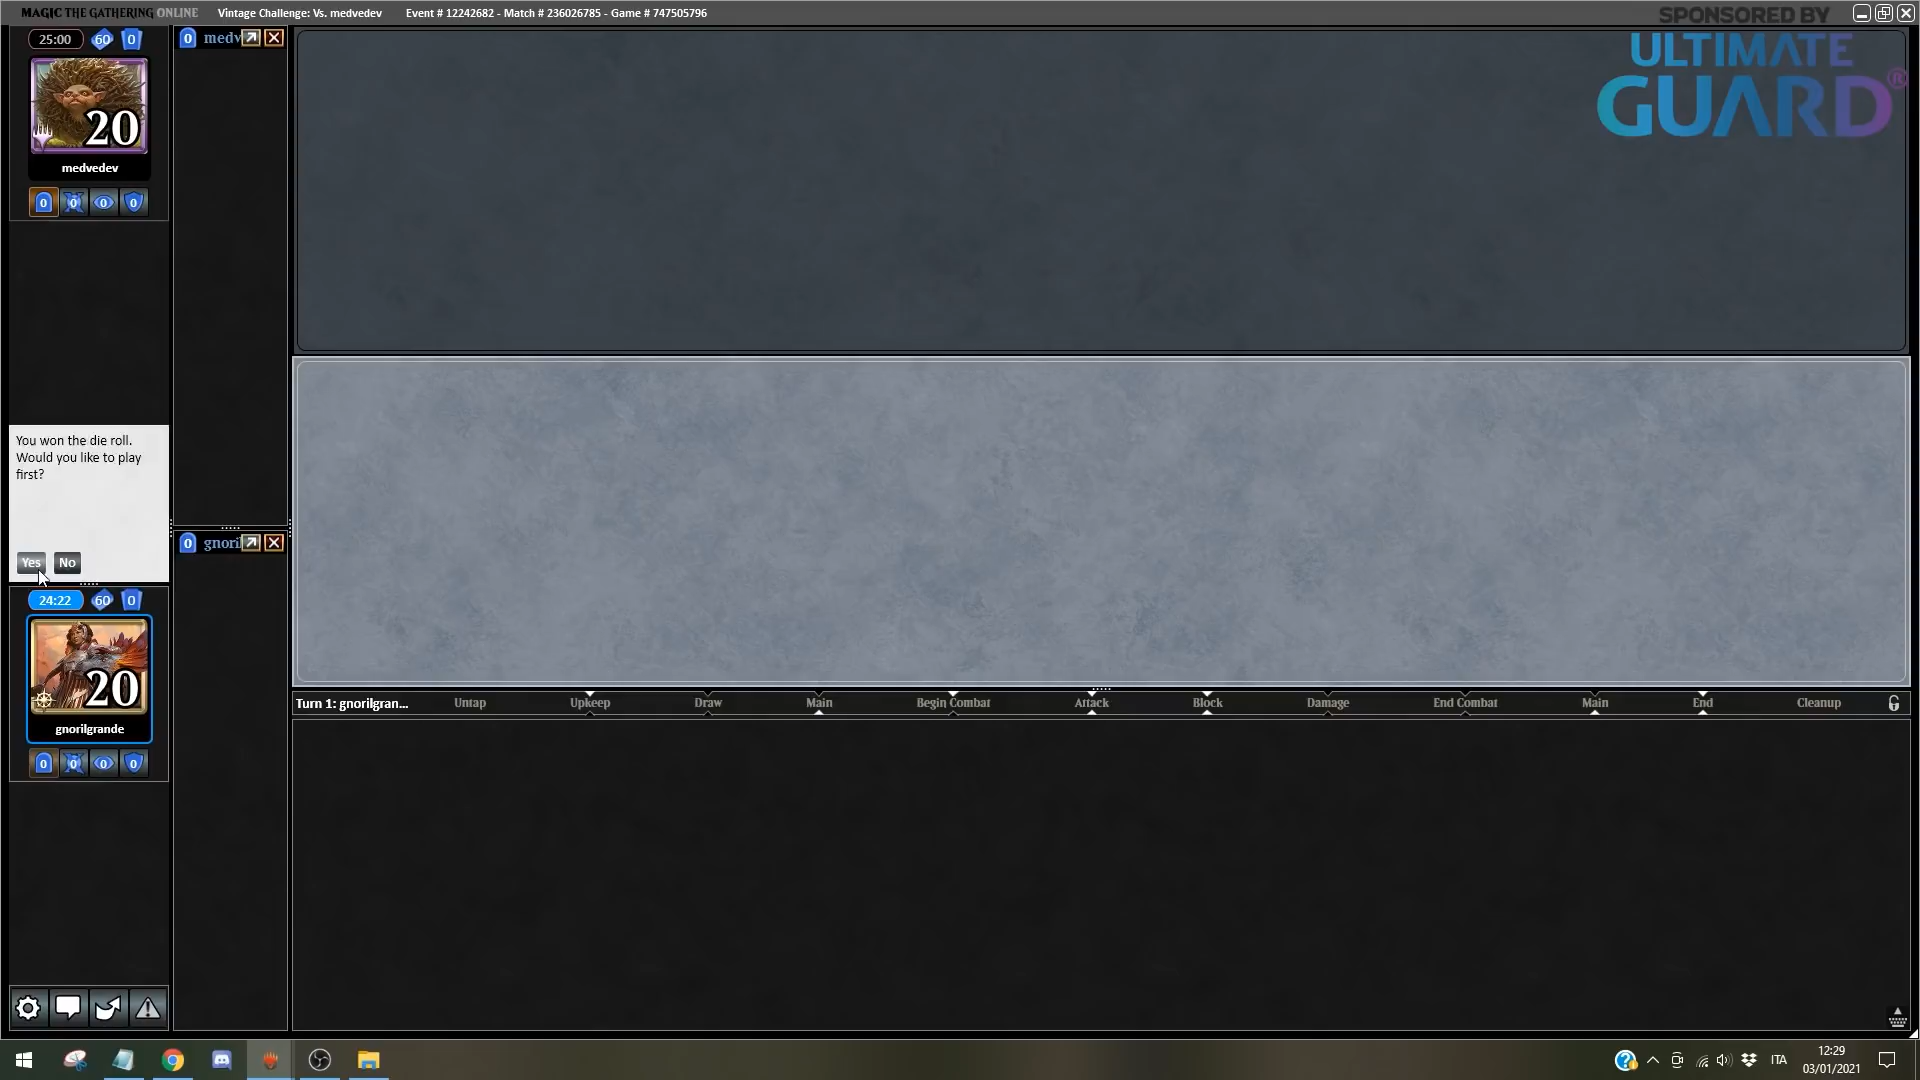 MAGIC THE GATHERING ONLINE
Vintage Challenge: Vs. medvedev
Event # 12242682 - Match # 236026785 - Game # 747505796
SPONSORED BY
ULTIMATE
GUARD®
25:00 60 0
20
medvedev
0 0 0 0
0 medv
You won the die roll.
Would you like to play
first?
Yes No
0 gnoril
24:22 60 0
20
gnorilgrande
0 0 0 0
Turn 1: gnorilgran... Untap Upkeep Draw Main Begin Combat Attack Block Damage End Combat Main End Cleanup
ITA
12:29
03/01/2021